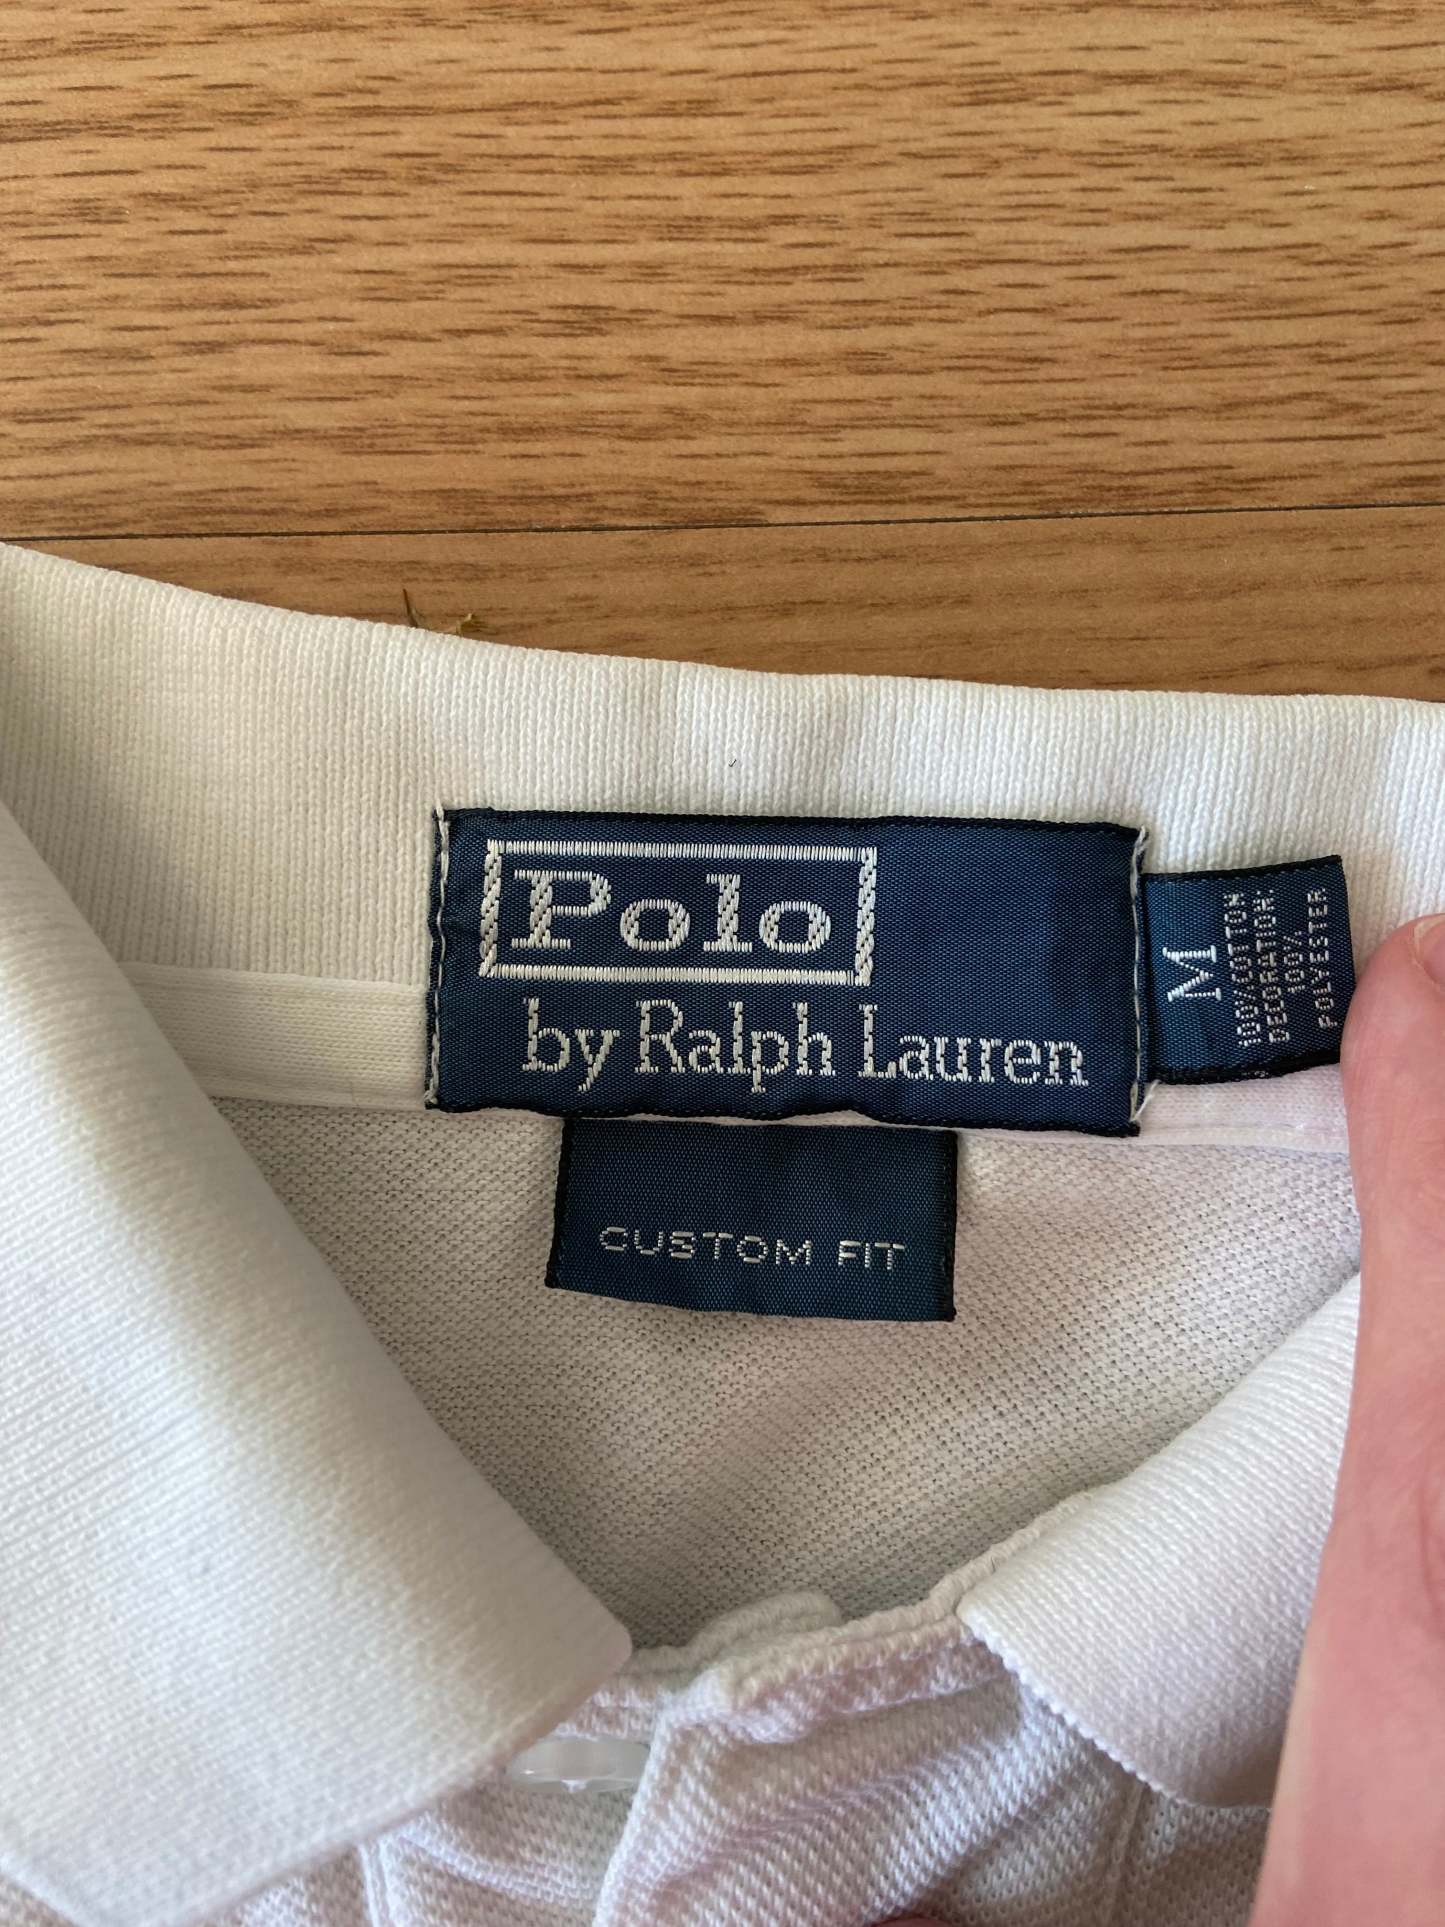 Polo
by Ralph Lauren
M
100%COTTON
DECORATION:
100%
POLYESTER
CUSTOM FIT